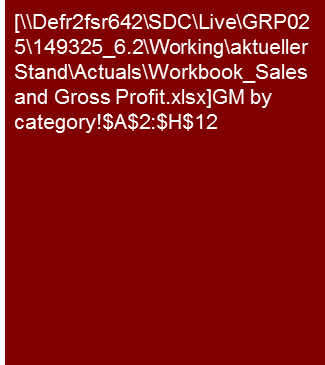 [\\Defr2fsr642\SDC\Live\GRP02
5\149325_6.2\Working\aktueller
Stand\Actuals\Workbook_Sales
and Gross Profit.xlsx]GM by
category!$A$2:$H$12